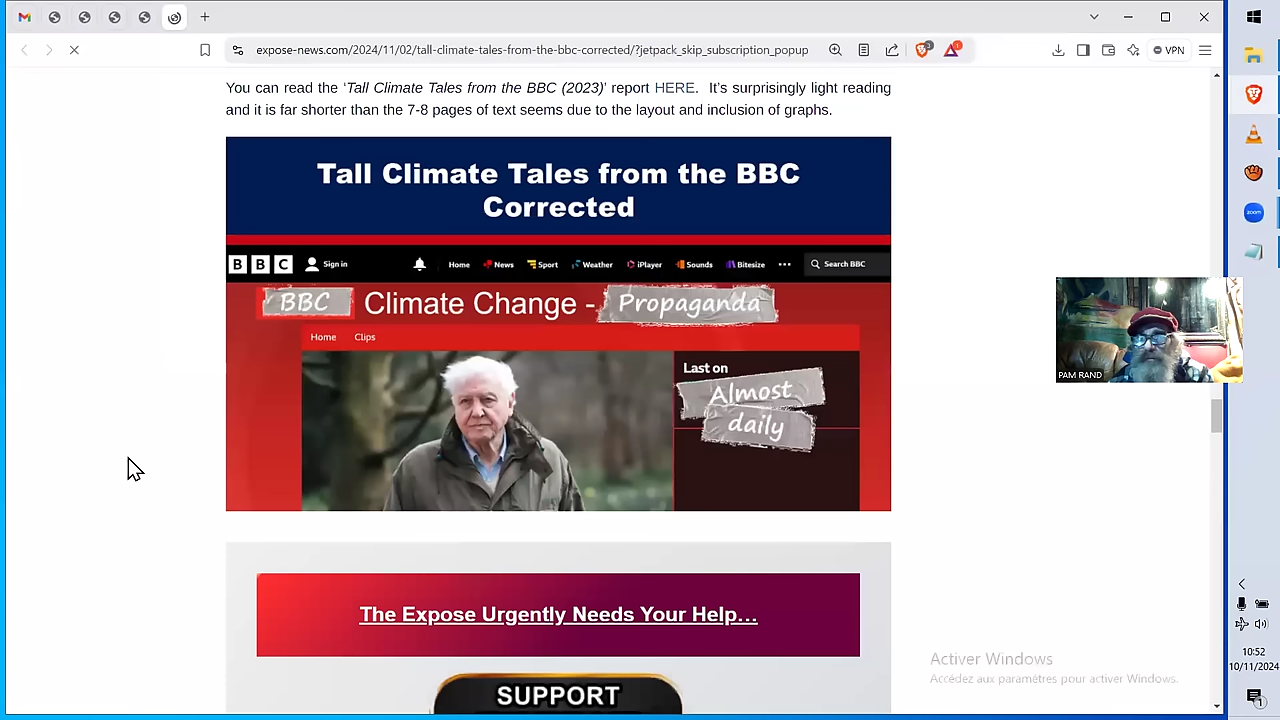 expose-news.com/2024/11/02/tall-climate-tales-from-the-bbc-corrected/?jetpack_skip_subscription_popup
3
1
VPN
You can read the ‘Tall Climate Tales from the BBC (2023)’ report HERE.  It’s surprisingly light reading
and it is far shorter than the 7-8 pages of text seems due to the layout and inclusion of graphs.
Tall Climate Tales from the BBC
Corrected
BBC Sign in Home News Sport Weather iPlayer Sounds Bitesize ... Search BBC
BBC Climate Change - Propaganda
Home Clips
Last on
Almost
daily
PAM RAND
zoom
The Expose Urgently Needs Your Help…
SUPPORT
Activer Windows
Accédez aux paramètres pour activer Windows.
10:52
10/11/2024